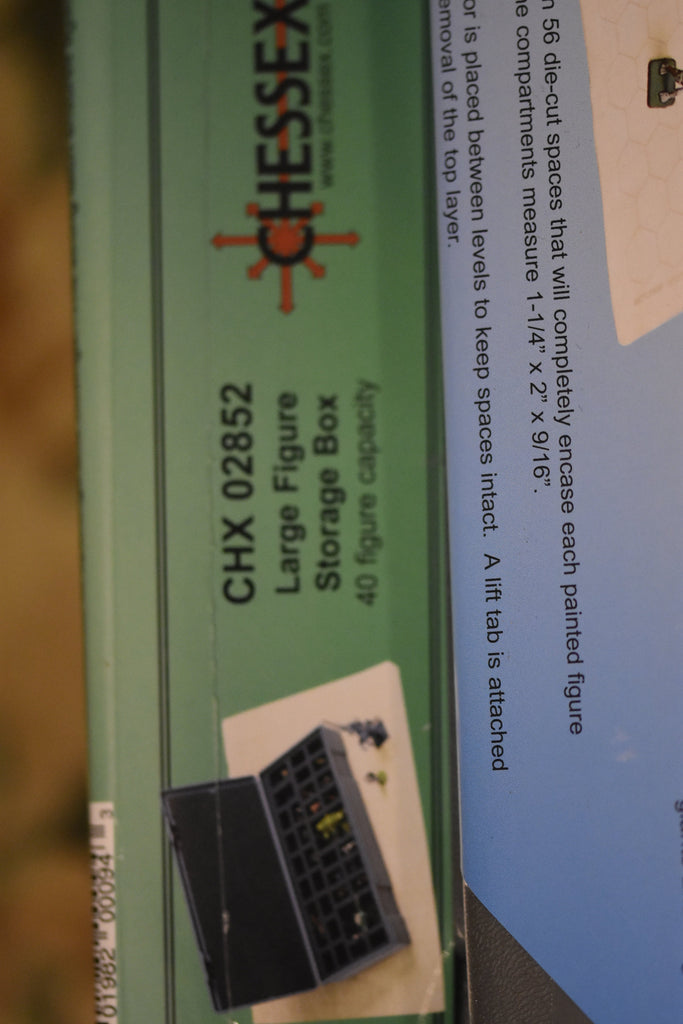 CHESSEX
www.chessex.com
CHX 02852
Large Figure
Storage Box
40 figure capacity
56 die-cut spaces that will completely encase each painted figure
compartments measure 1-1/4” x 2” x 9/16”.
or is placed between levels to keep spaces intact. A lift tab is attached
emoval of the top layer.